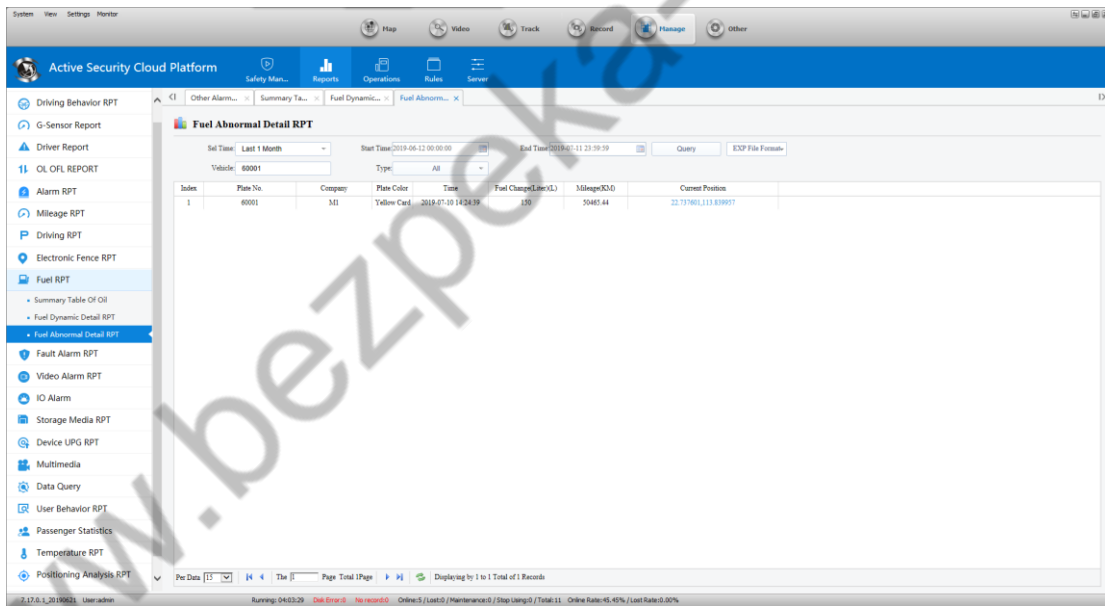 System View Settings Monitor
Map Video Track Record Manage Other
Active Security Cloud Platform
Safety Man... Reports Operations Rules Server
Other Alarm... × Summary Ta... × Fuel Dynamic... × Fuel Abnorm... ×
Fuel Abnormal Detail RPT
Sel Time: Last 1 Month Start Time: 2019-06-12 00:00:00 End Time: 2019-07-11 23:59:59 Query EXP File Format
Vehicle: 60001 Type: All
Index Plate No. Company Plate Color Time Fuel Change(Liter)(L) Mileage(KM) Current Position
1 60001 M1 Yellow Card 2019-07-10 14:24:39 150 50465.44 22.737601,113.839957
Driving Behavior RPT
G-Sensor Report
Driver Report
OL OFL REPORT
Alarm RPT
Mileage RPT
Driving RPT
Electronic Fence RPT
Fuel RPT
Summary Table Of Oil
Fuel Dynamic Detail RPT
Fuel Abnormal Detail RPT
Fault Alarm RPT
Video Alarm RPT
IO Alarm
Storage Media RPT
Device UPG RPT
Multimedia
Data Query
User Behavior RPT
Passenger Statistics
Temperature RPT
Positioning Analysis RPT
Per Data 15 The 1 Page Total 1Page Displaying by 1 to 1 Total of 1 Records
7.17.0.1_20190621 User:admin Running: 04:03:29 Disk Error:0 No record:0 Online:5 / Lost:0 / Maintenance:0 / Stop Using:0 / Total:11 Online Rate:45.45% / Lost Rate:0.00%
w.bezpeka-